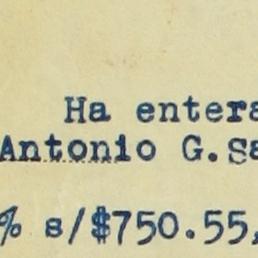 Ha entera
Antonio G. Sa
% s/$750.55,